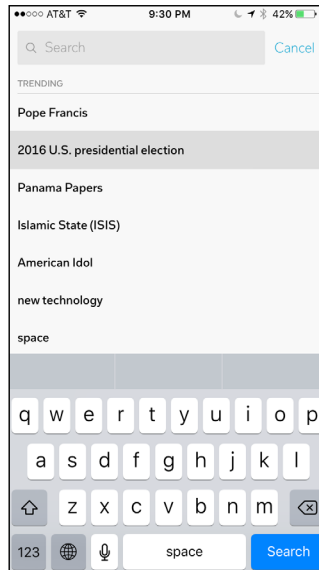 AT&T 9:30 PM 42%
Search Cancel
TRENDING
Pope Francis
2016 U.S. presidential election
Panama Papers
Islamic State (ISIS)
American Idol
new technology
space
q w e r t y u i o p
a s d f g h j k l
z x c v b n m
123 space Search